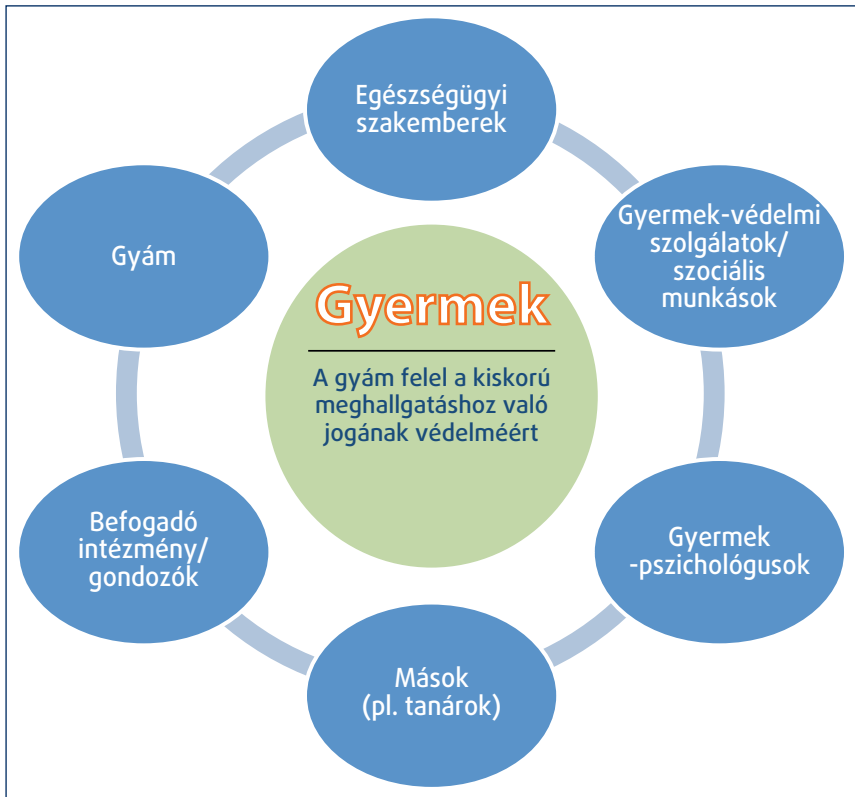 Egészségügyi
szakemberek
Gyám
Gyermek-védelmi
szolgálatok/
szociális
munkások
Gyermek
A gyám felel a kiskorú
meghallgatáshoz való
jogának védelméért
Befogadó
intézmény/
gondozók
Gyermek
-pszichológusok
Mások
(pl. tanárok)